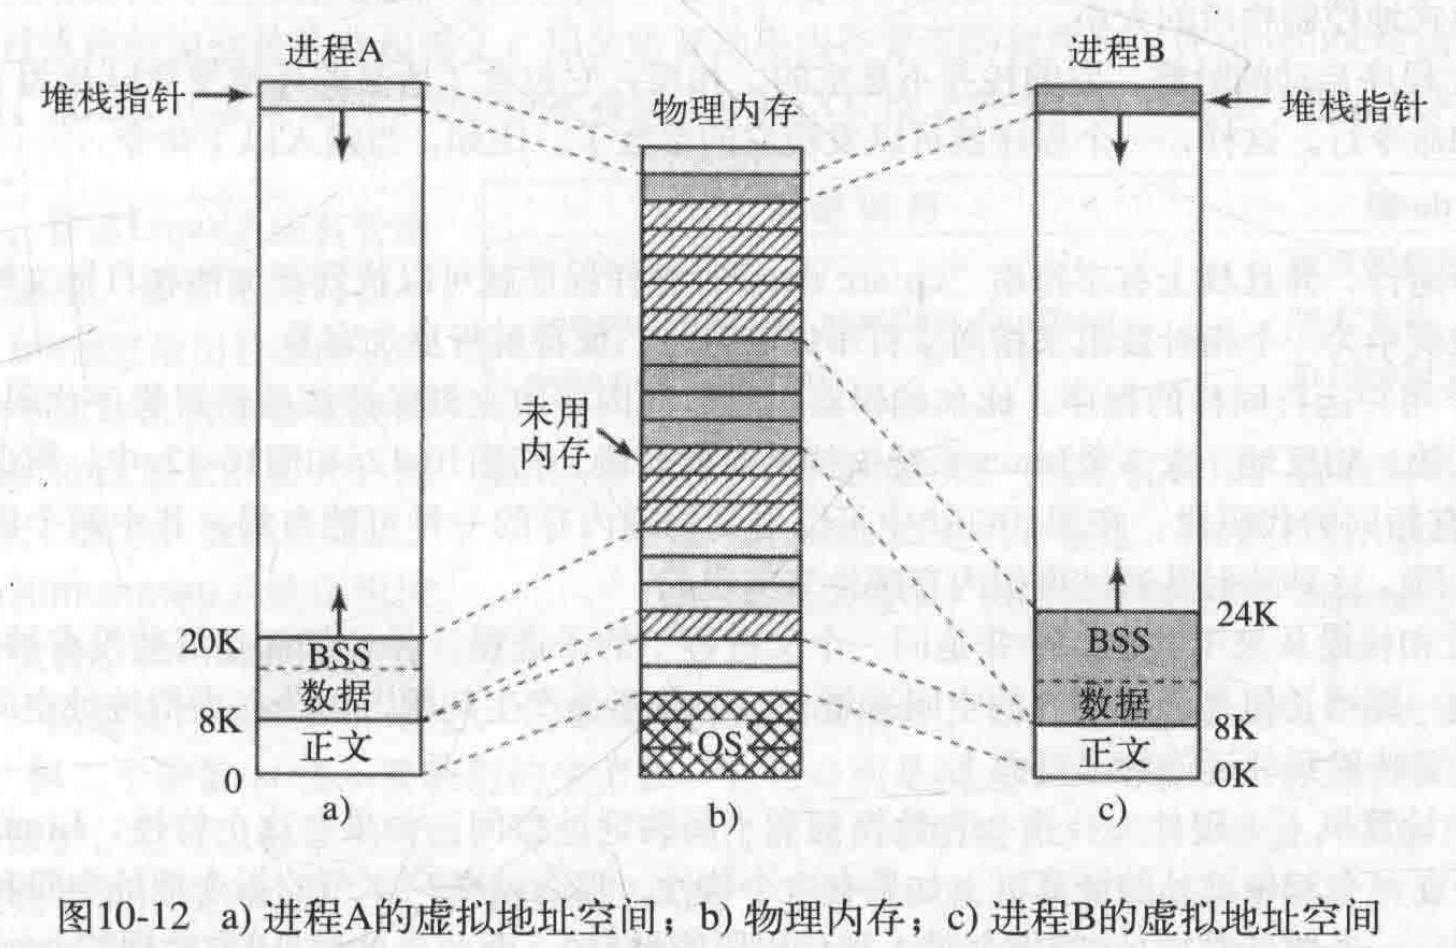 进程A
进程B
堆栈指针
物理内存
堆栈指针
未用
内存
20K
BSS
数据
8K
正文
0
OS
24K
BSS
数据
8K
正文
0K
a)
b)
c)
图10-12 a) 进程A的虚拟地址空间；b) 物理内存；c) 进程B的虚拟地址空间